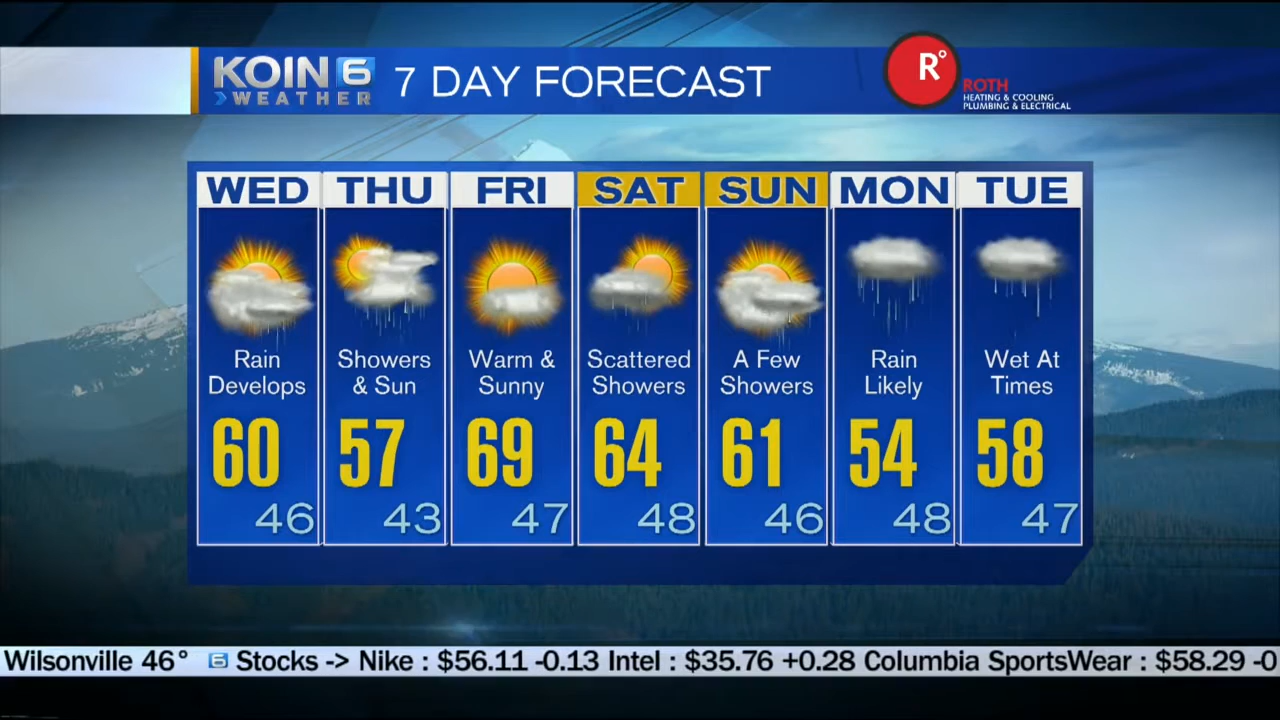 KOIN 6
WEATHER
7 DAY FORECAST
R°
ROTH
HEATING & COOLING
PLUMBING & ELECTRICAL
WED THU FRI SAT SUN MON TUE
Rain Develops
Showers & Sun
Warm & Sunny
Scattered Showers
A Few Showers
Rain Likely
Wet At Times
60 57 69 64 61 54 58
46 43 47 48 46 48 47
Wilsonville 46° 6 Stocks -> Nike : $56.11 -0.13 Intel : $35.76 +0.28 Columbia SportsWear : $58.29 -0